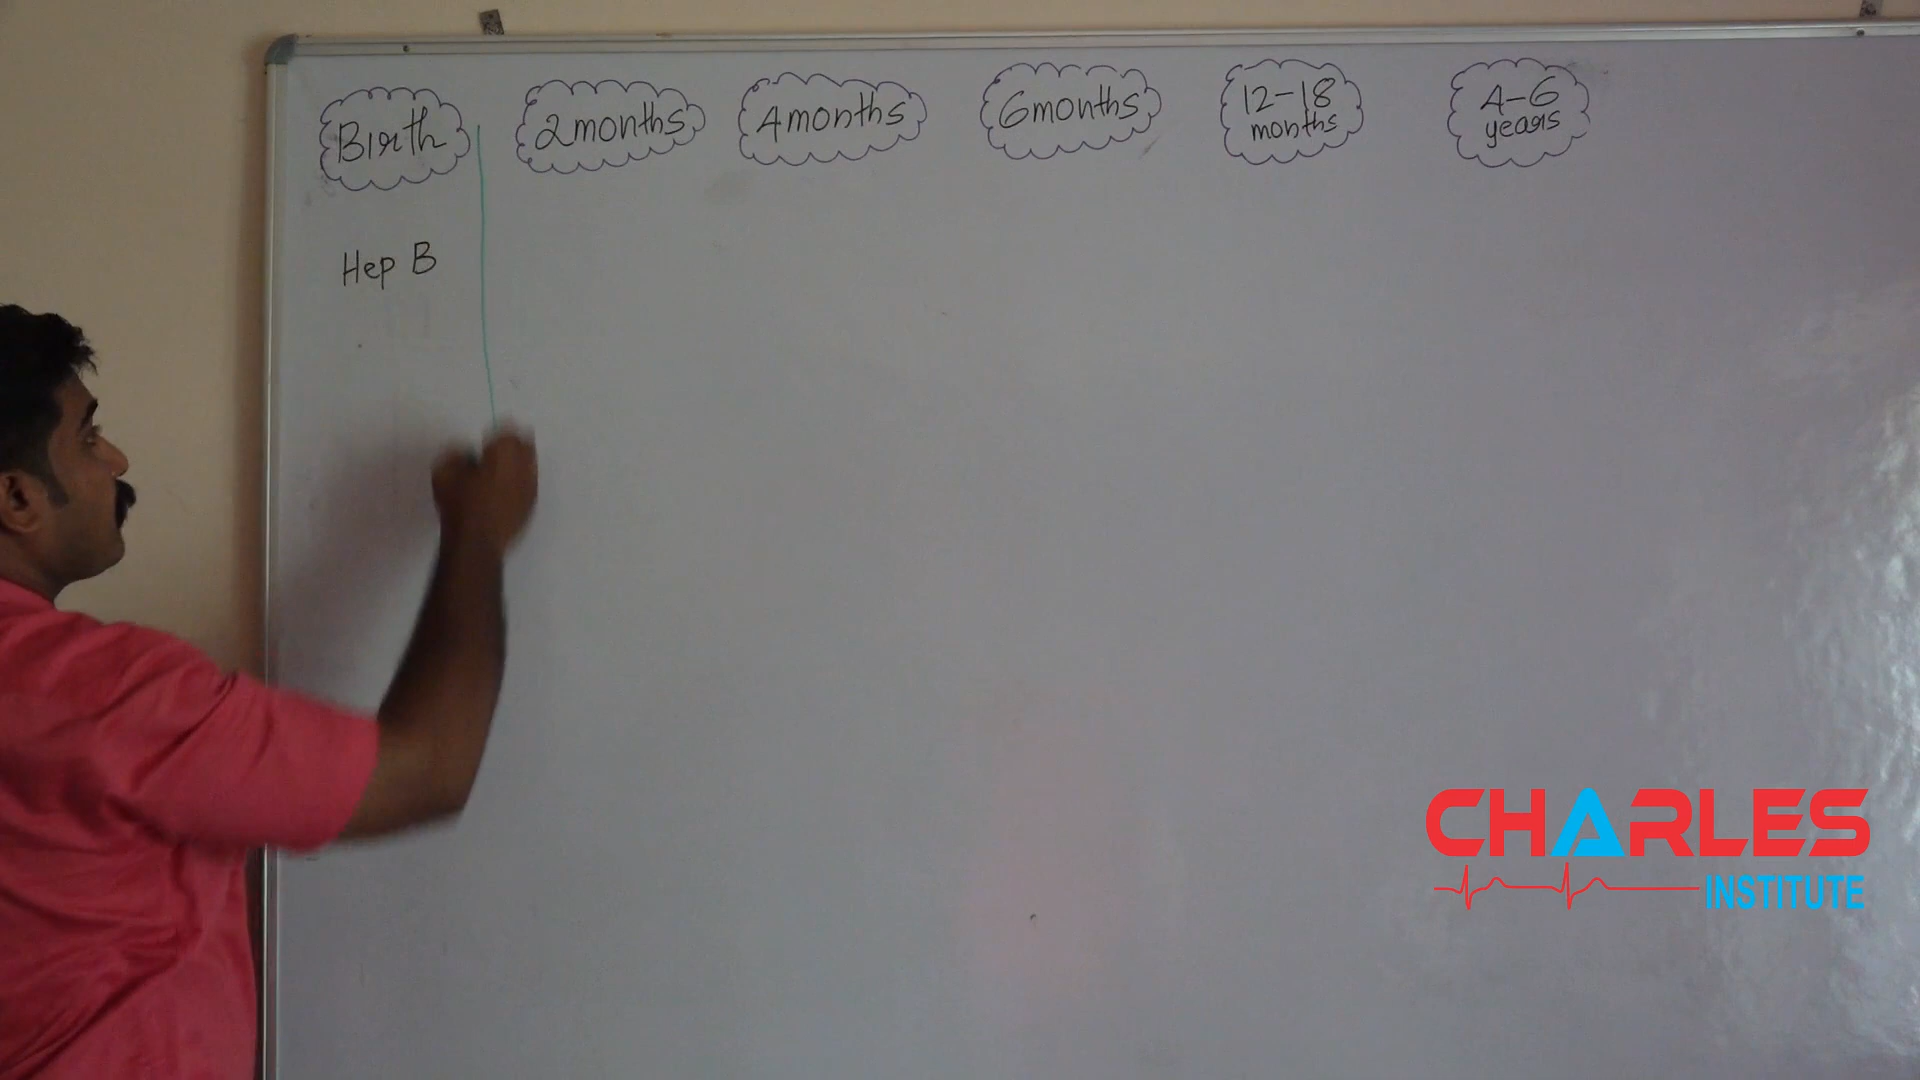 Birth
2months
4months
6months
12-18
months
4-6
years
Hep B
CHARLES
INSTITUTE